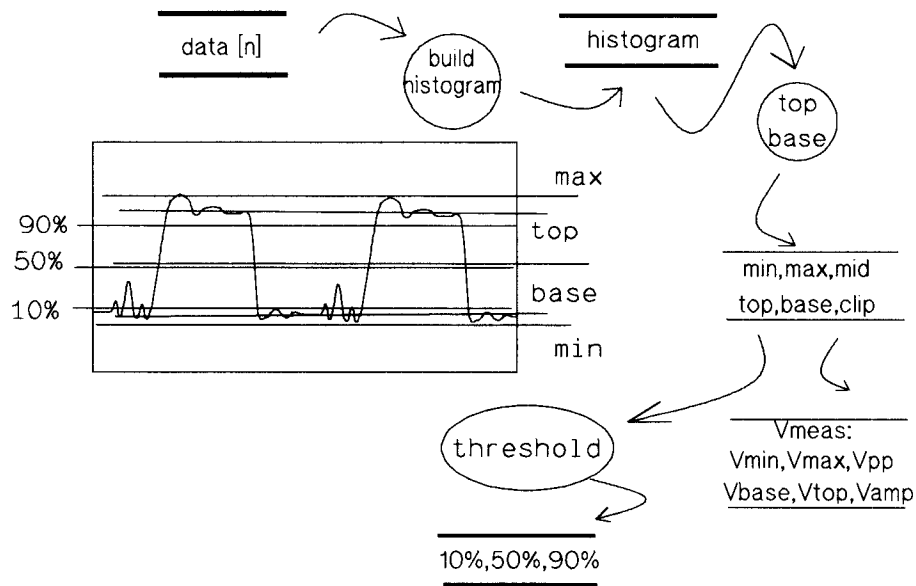 data [n]
build
histogram
histogram
top
base
max
90%
top
50%
base
10%
min
min,max,mid
top,base,clip
threshold
Vmeas:
Vmin,Vmax,Vpp
Vbase,Vtop,Vamp
10%,50%,90%